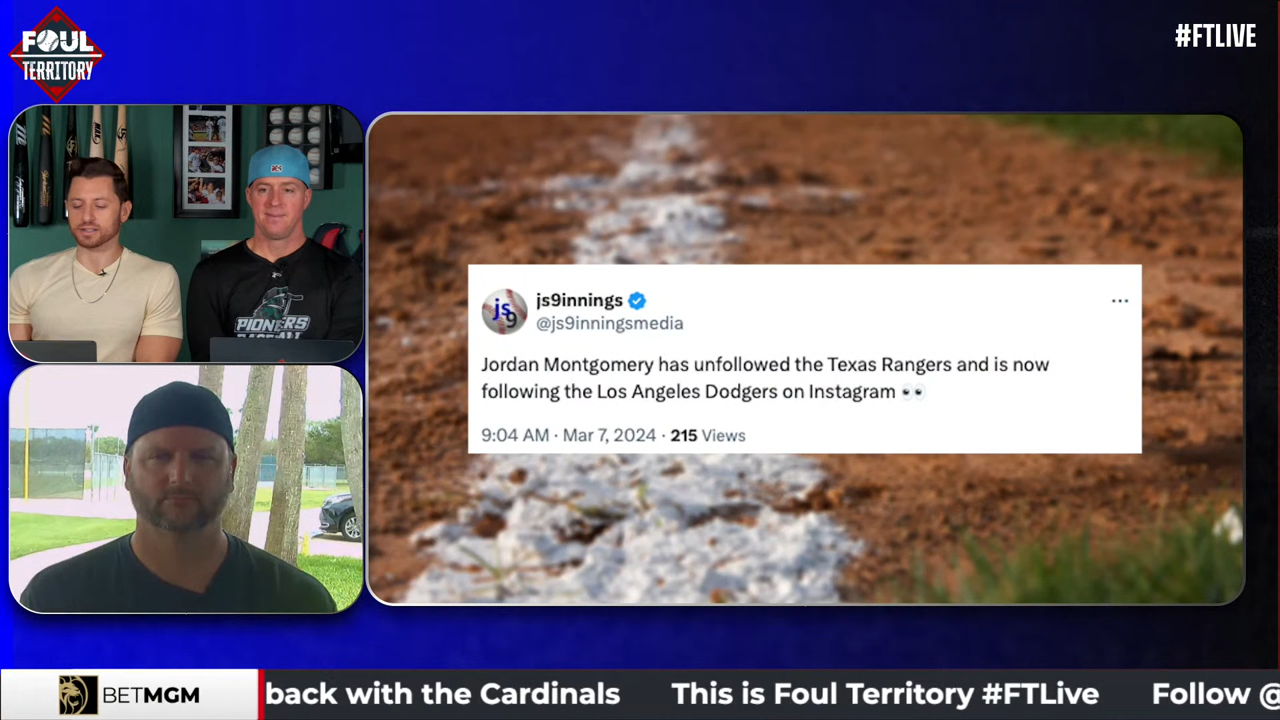 FOUL
TERRITORY
#FTLIVE
PIONEERS
BASEBALL
js9
js9innings
@js9inningsmedia
Jordan Montgomery has unfollowed the Texas Rangers and is now
following the Los Angeles Dodgers on Instagram 👀
9:04 AM · Mar 7, 2024 · 215 Views
BETMGM
back with the Cardinals This is Foul Territory #FTLive Follow @